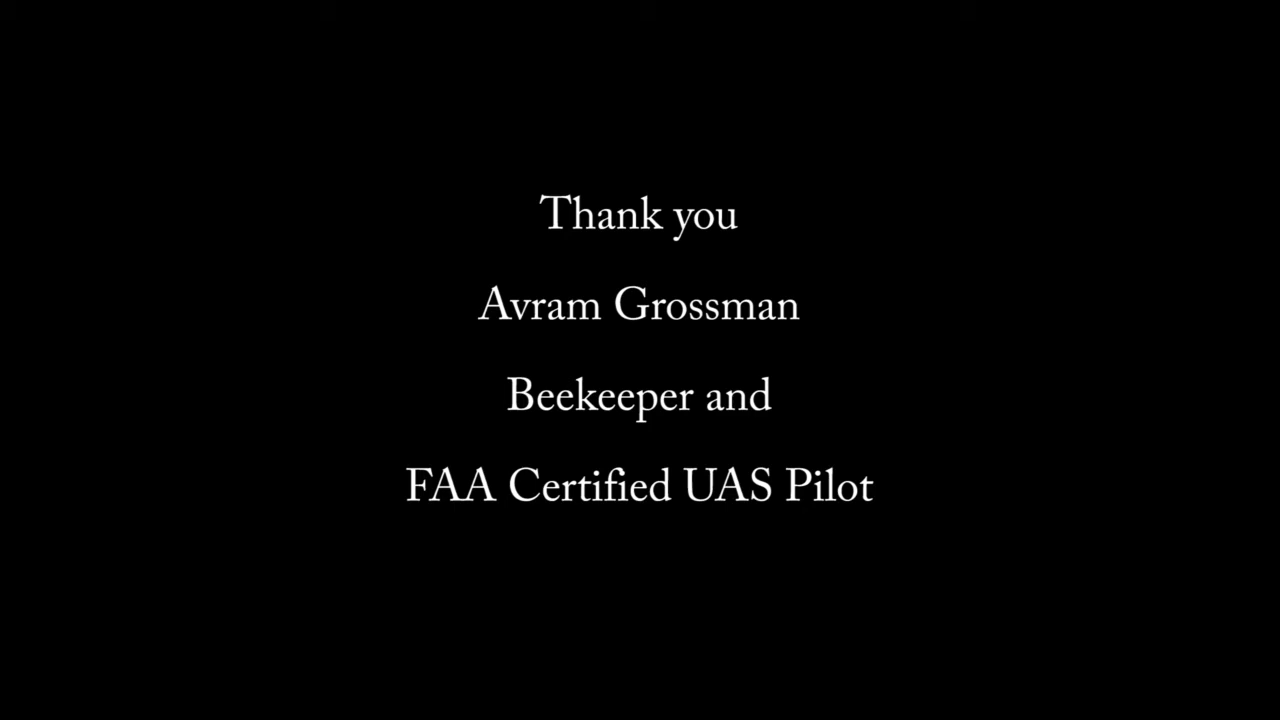 Thank you
Avram Grossman
Beekeeper and
FAA Certified UAS Pilot